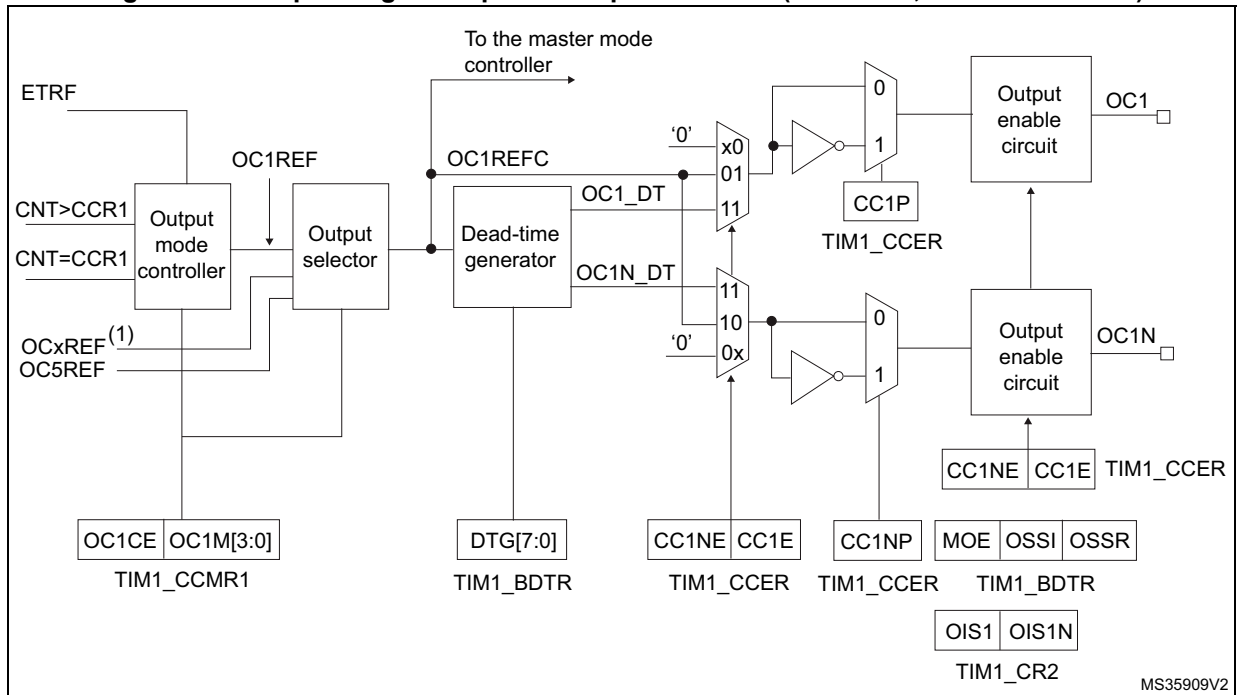 To the master mode
controller
ETRF
OC1REF
CNT>CCR1
CNT=CCR1
Output
mode
controller
OCxREF (1)
OC5REF
Output
selector
OC1REFC
Dead-time
generator
OC1_DT
OC1N_DT
'0'
x0
01
11
11
10
'0'
0x
0
1
CC1P
TIM1_CCER
0
1
Output
enable
circuit
OC1
Output
enable
circuit
OC1N
CC1NE CC1E TIM1_CCER
OC1CE OC1M[3:0]
TIM1_CCMR1
DTG[7:0]
TIM1_BDTR
CC1NE CC1E
TIM1_CCER
CC1NP
TIM1_CCER
MOE OSSI OSSR
TIM1_BDTR
OIS1 OIS1N
TIM1_CR2
MS35909V2